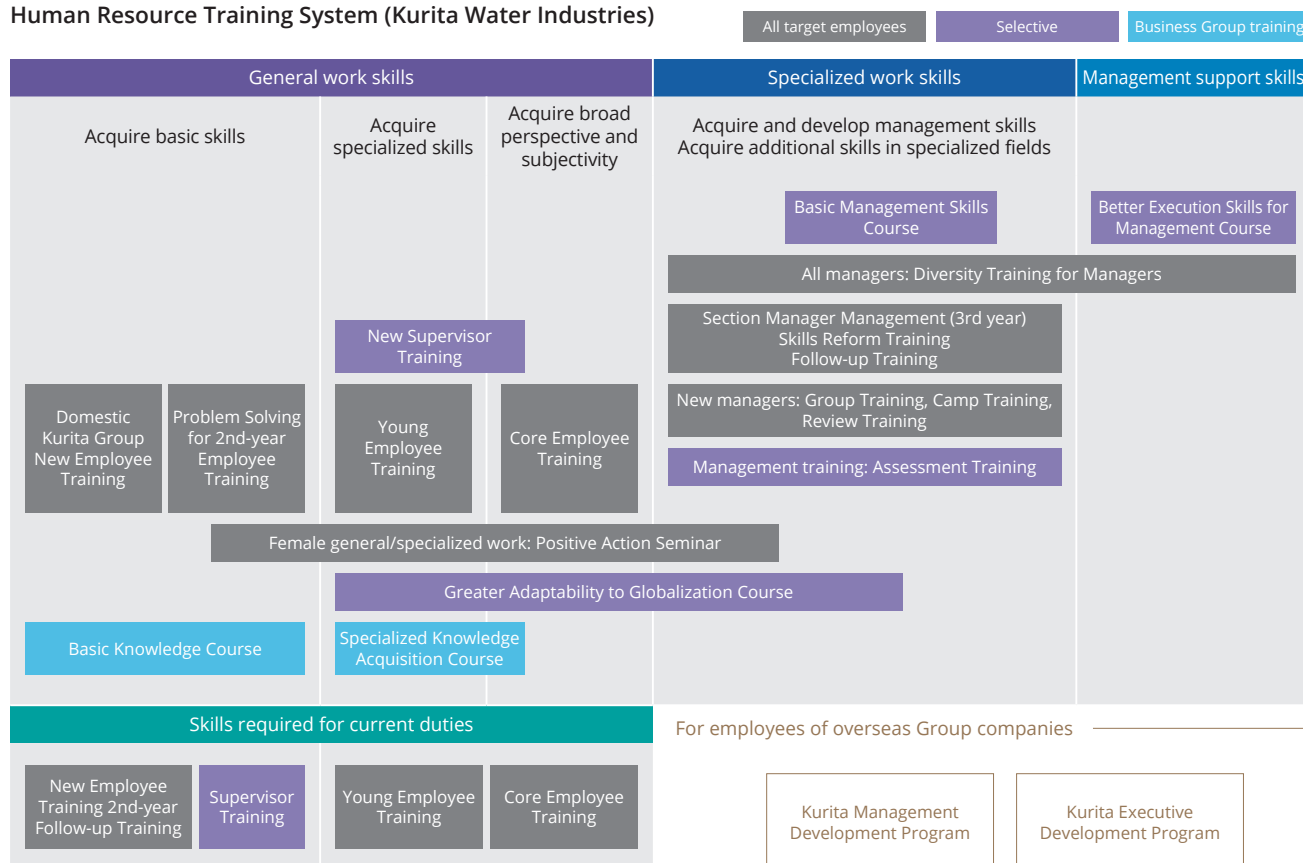 Human Resource Training System (Kurita Water Industries)
All target employees
Selective
Business Group training
General work skills
Specialized work skills
Management support skills
Acquire basic skills
Acquire
specialized skills
Acquire broad
perspective and
subjectivity
Acquire and develop management skills
Acquire additional skills in specialized fields
Basic Management Skills
Course
Better Execution Skills for
Management Course
All managers: Diversity Training for Managers
New Supervisor
Training
Section Manager Management (3rd year)
Skills Reform Training
Follow-up Training
Domestic
Kurita Group
New Employee
Training
Problem Solving
for 2nd-year
Employee
Training
Young
Employee
Training
Core Employee
Training
New managers: Group Training, Camp Training,
Review Training
Management training: Assessment Training
Female general/specialized work: Positive Action Seminar
Greater Adaptability to Globalization Course
Basic Knowledge Course
Specialized Knowledge
Acquisition Course
Skills required for current duties
New Employee
Training 2nd-year
Follow-up Training
Supervisor
Training
Young Employee
Training
Core Employee
Training
For employees of overseas Group companies
Kurita Management
Development Program
Kurita Executive
Development Program